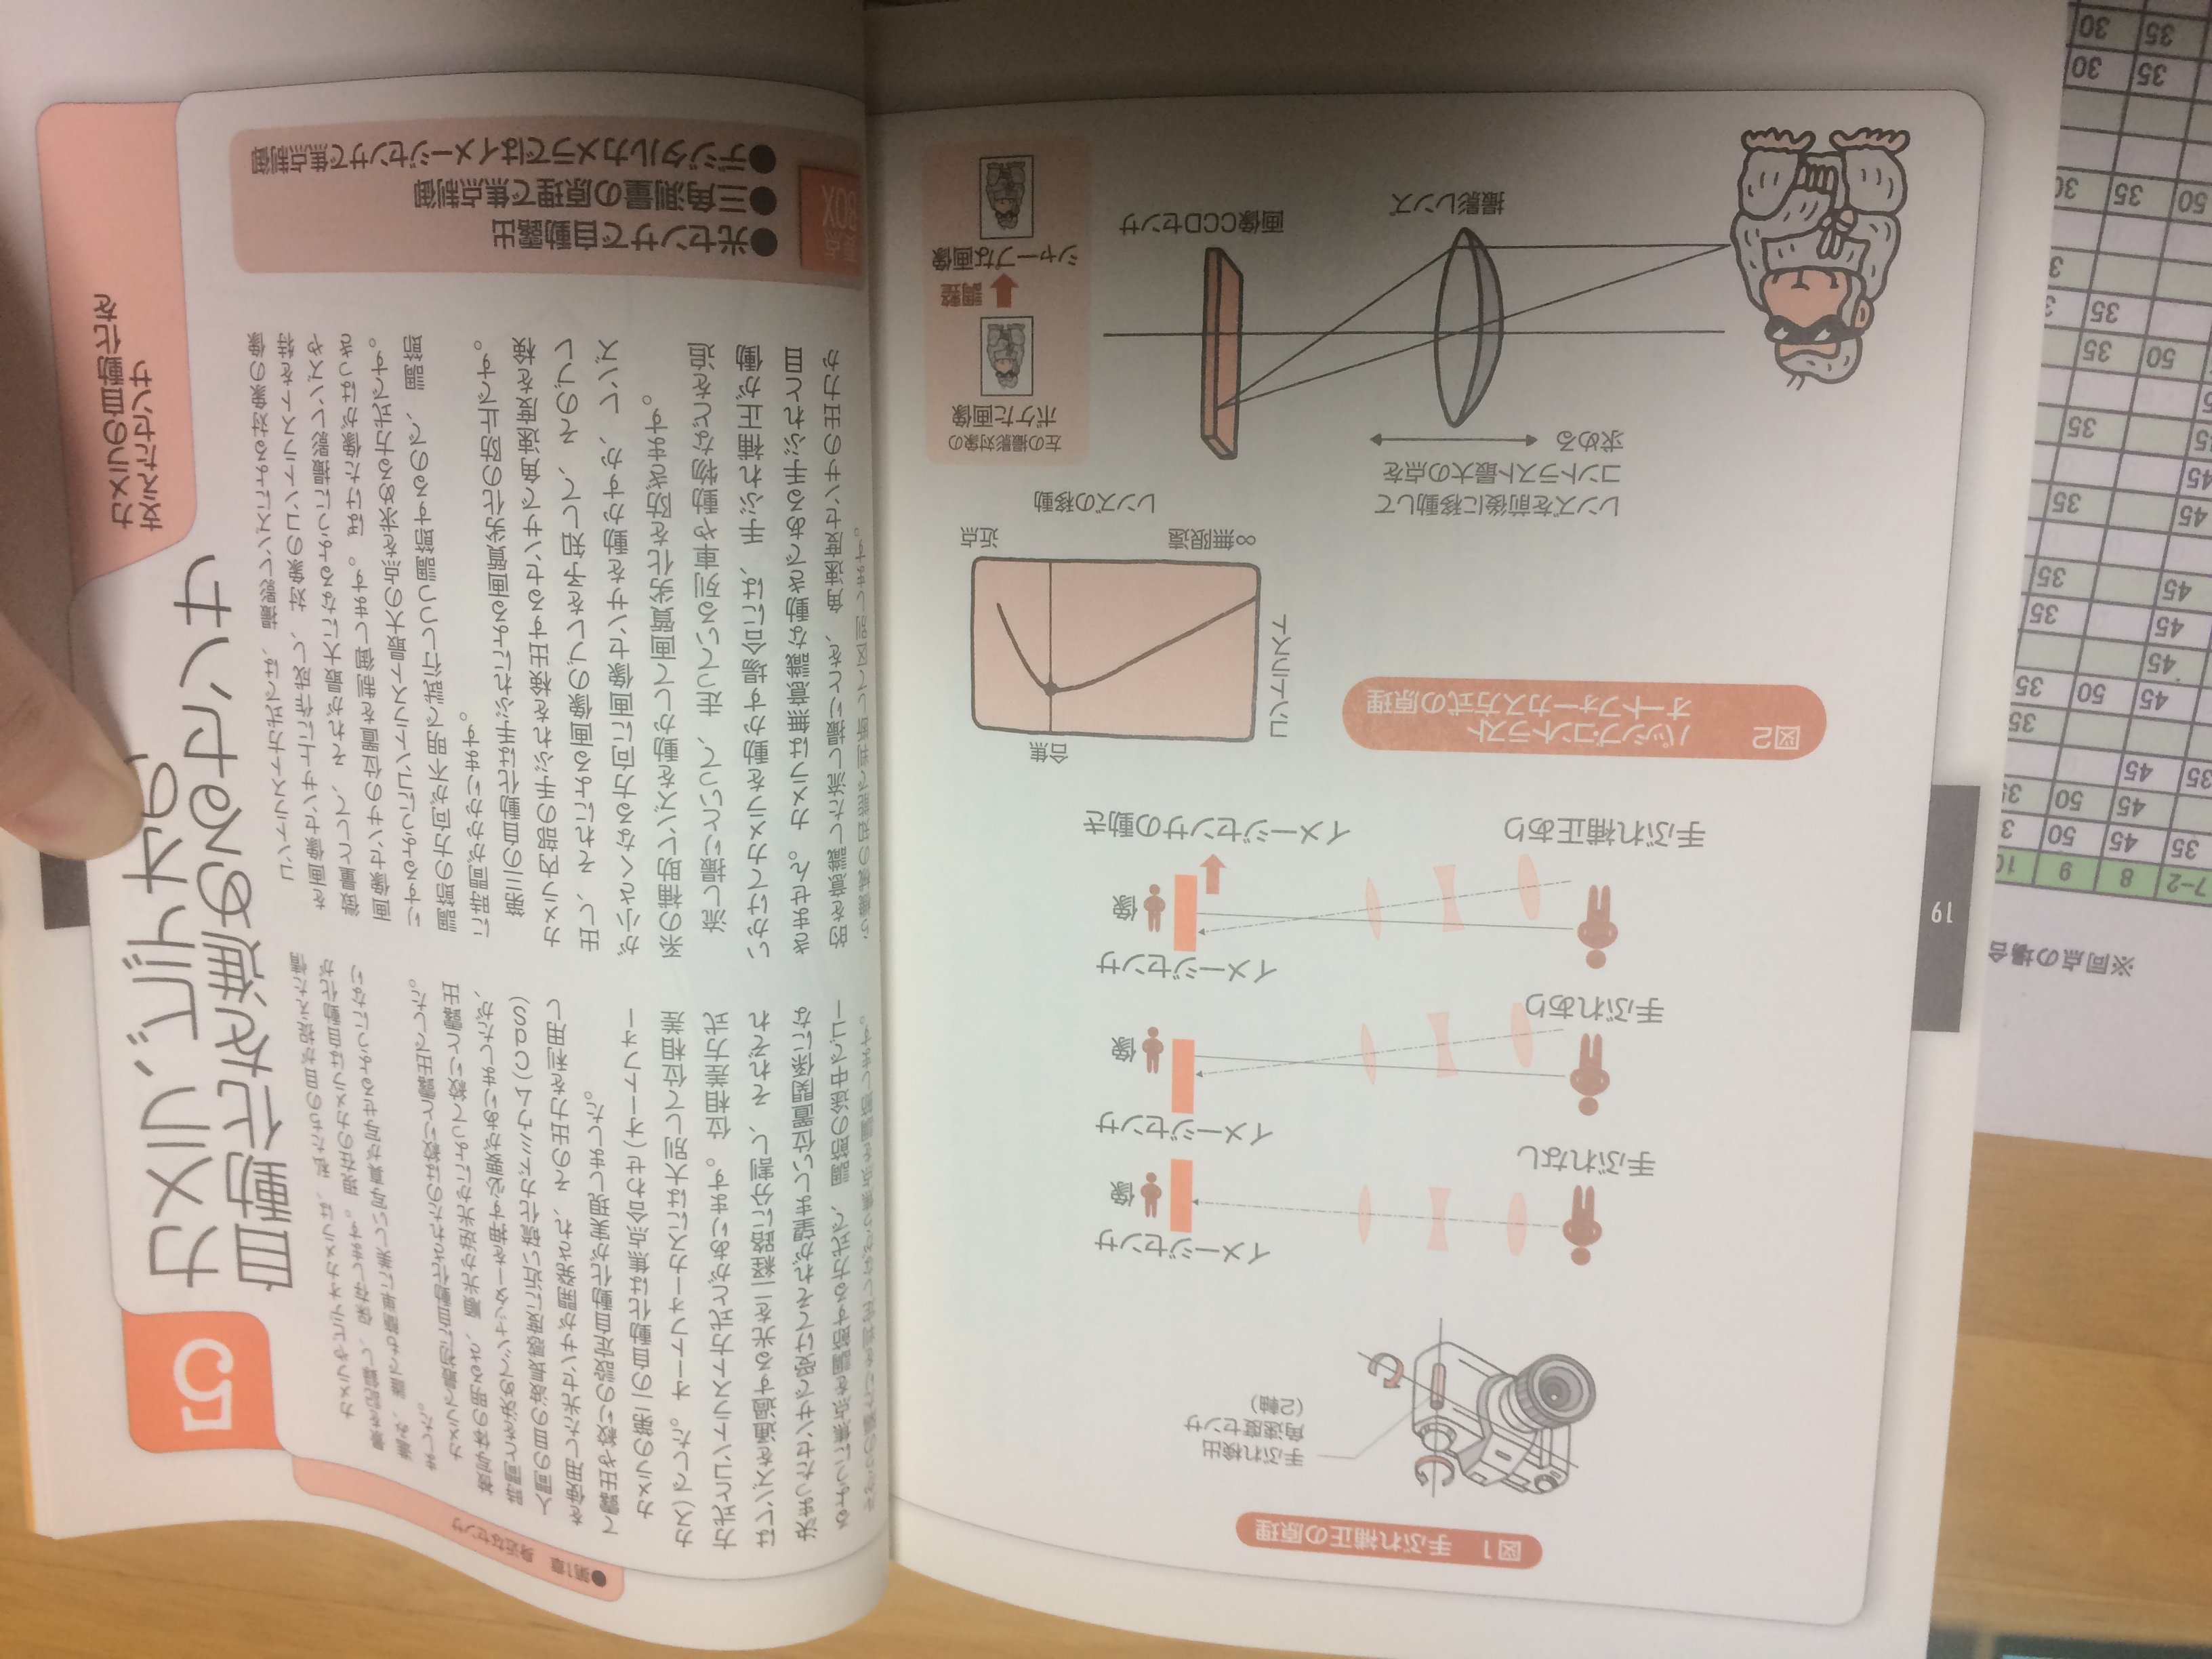 ●第1章 身近なセンサ
5
カメラ、ビデオの
自動化を進めるセンサ
カメラの自動化を
支えたセンサ
カメラやビデオカメラは、私たちの目が捉えた情
景を記録し、保存します。現在のカメラは自動化が
進み、誰でも簡単に美しい写真が写せるようになり
ました。
カメラで最初に自動化されたのは絞りと露出でした。
被写体の明るさ、順光か逆光かによって絞りと露出
時間とを決めてシャッターを押す必要がありましたが、
人間の目の波長感度に近い硫化カドミウム(CdS)
を使用した光センサが開発され、その出力を利用し
て露出や絞りの設定自動化が実現しました。
カメラの第二の自動化は焦点合わせ(オートフォー
カス)でした。オートフォーカスには大別して位相差
方式とコントラスト方式とがあります。位相差方式
はレンズを通過する光を二経路に分割し、それぞれ
決まったセンサで受けてそれが望ましい位置関係にな
るように焦点を調節する方式で、調節の途中でゴー
ルからの隔たりを判定しながら焦点を調節します。
コントラスト方式では、撮影レンズによる対象の像
を画像センサ上に作成し、対象のコントラストを特
徴量として、それが最大になるように撮影レンズや
画像センサの位置を制御します。ぼけた像がはっき
りするようにコントラスト最大の点を求める方式です。
調節の方向が不明で試行しつつ調節するので、調節
に時間がかかります。
第三の自動化は手ぶれによる画質劣化の防止です。
カメラ内部の手ぶれを検出するセンサで角速度を検
出し、それによる画像のブレを予知して、そのブレ
が小さくなる方向に画像センサを動かすか、レンズ
系の補助レンズを動かして画質劣化を防ぎます。
流し撮りといって、走っている列車や動物などを追
いかけてカメラを動かす場合には、手ぶれ補正が働
きません。カメラは無意識な動きである手ぶれと目
的を意識した流し撮りとを、角速度センサの出力か
ら機械の知能で判断して区別します。
要点
BOX
●光センサで自動露出
●三角測量の原理で焦点制御
●デジタルカメラではイメージセンサで焦点制御
図1 手ぶれ補正の原理
手ぶれ検出
角速度センサ
(2軸)
イメージセンサ
像
手ぶれなし
イメージセンサ
像
手ぶれあり
イメージセンサ
像
手ぶれ補正あり
イメージセンサの動き
図2 パッシブ・コントラスト
オートフォーカス方式の原理
合焦
コントラスト
∞無限遠
近点
レンズの移動
レンズを前後に移動して
コントラスト最大の点を
求める
撮影レンズ
画像CCDセンサ
左の撮影対象の
ボケた画像
調整
シャープな画像
19
※同点の場合
7-2 8 9
35 45 50
45 50
35 45
35
45 50 35
45
45 35
45 35
45 35
45
35
50 35
35
50 35
35 30
35 30